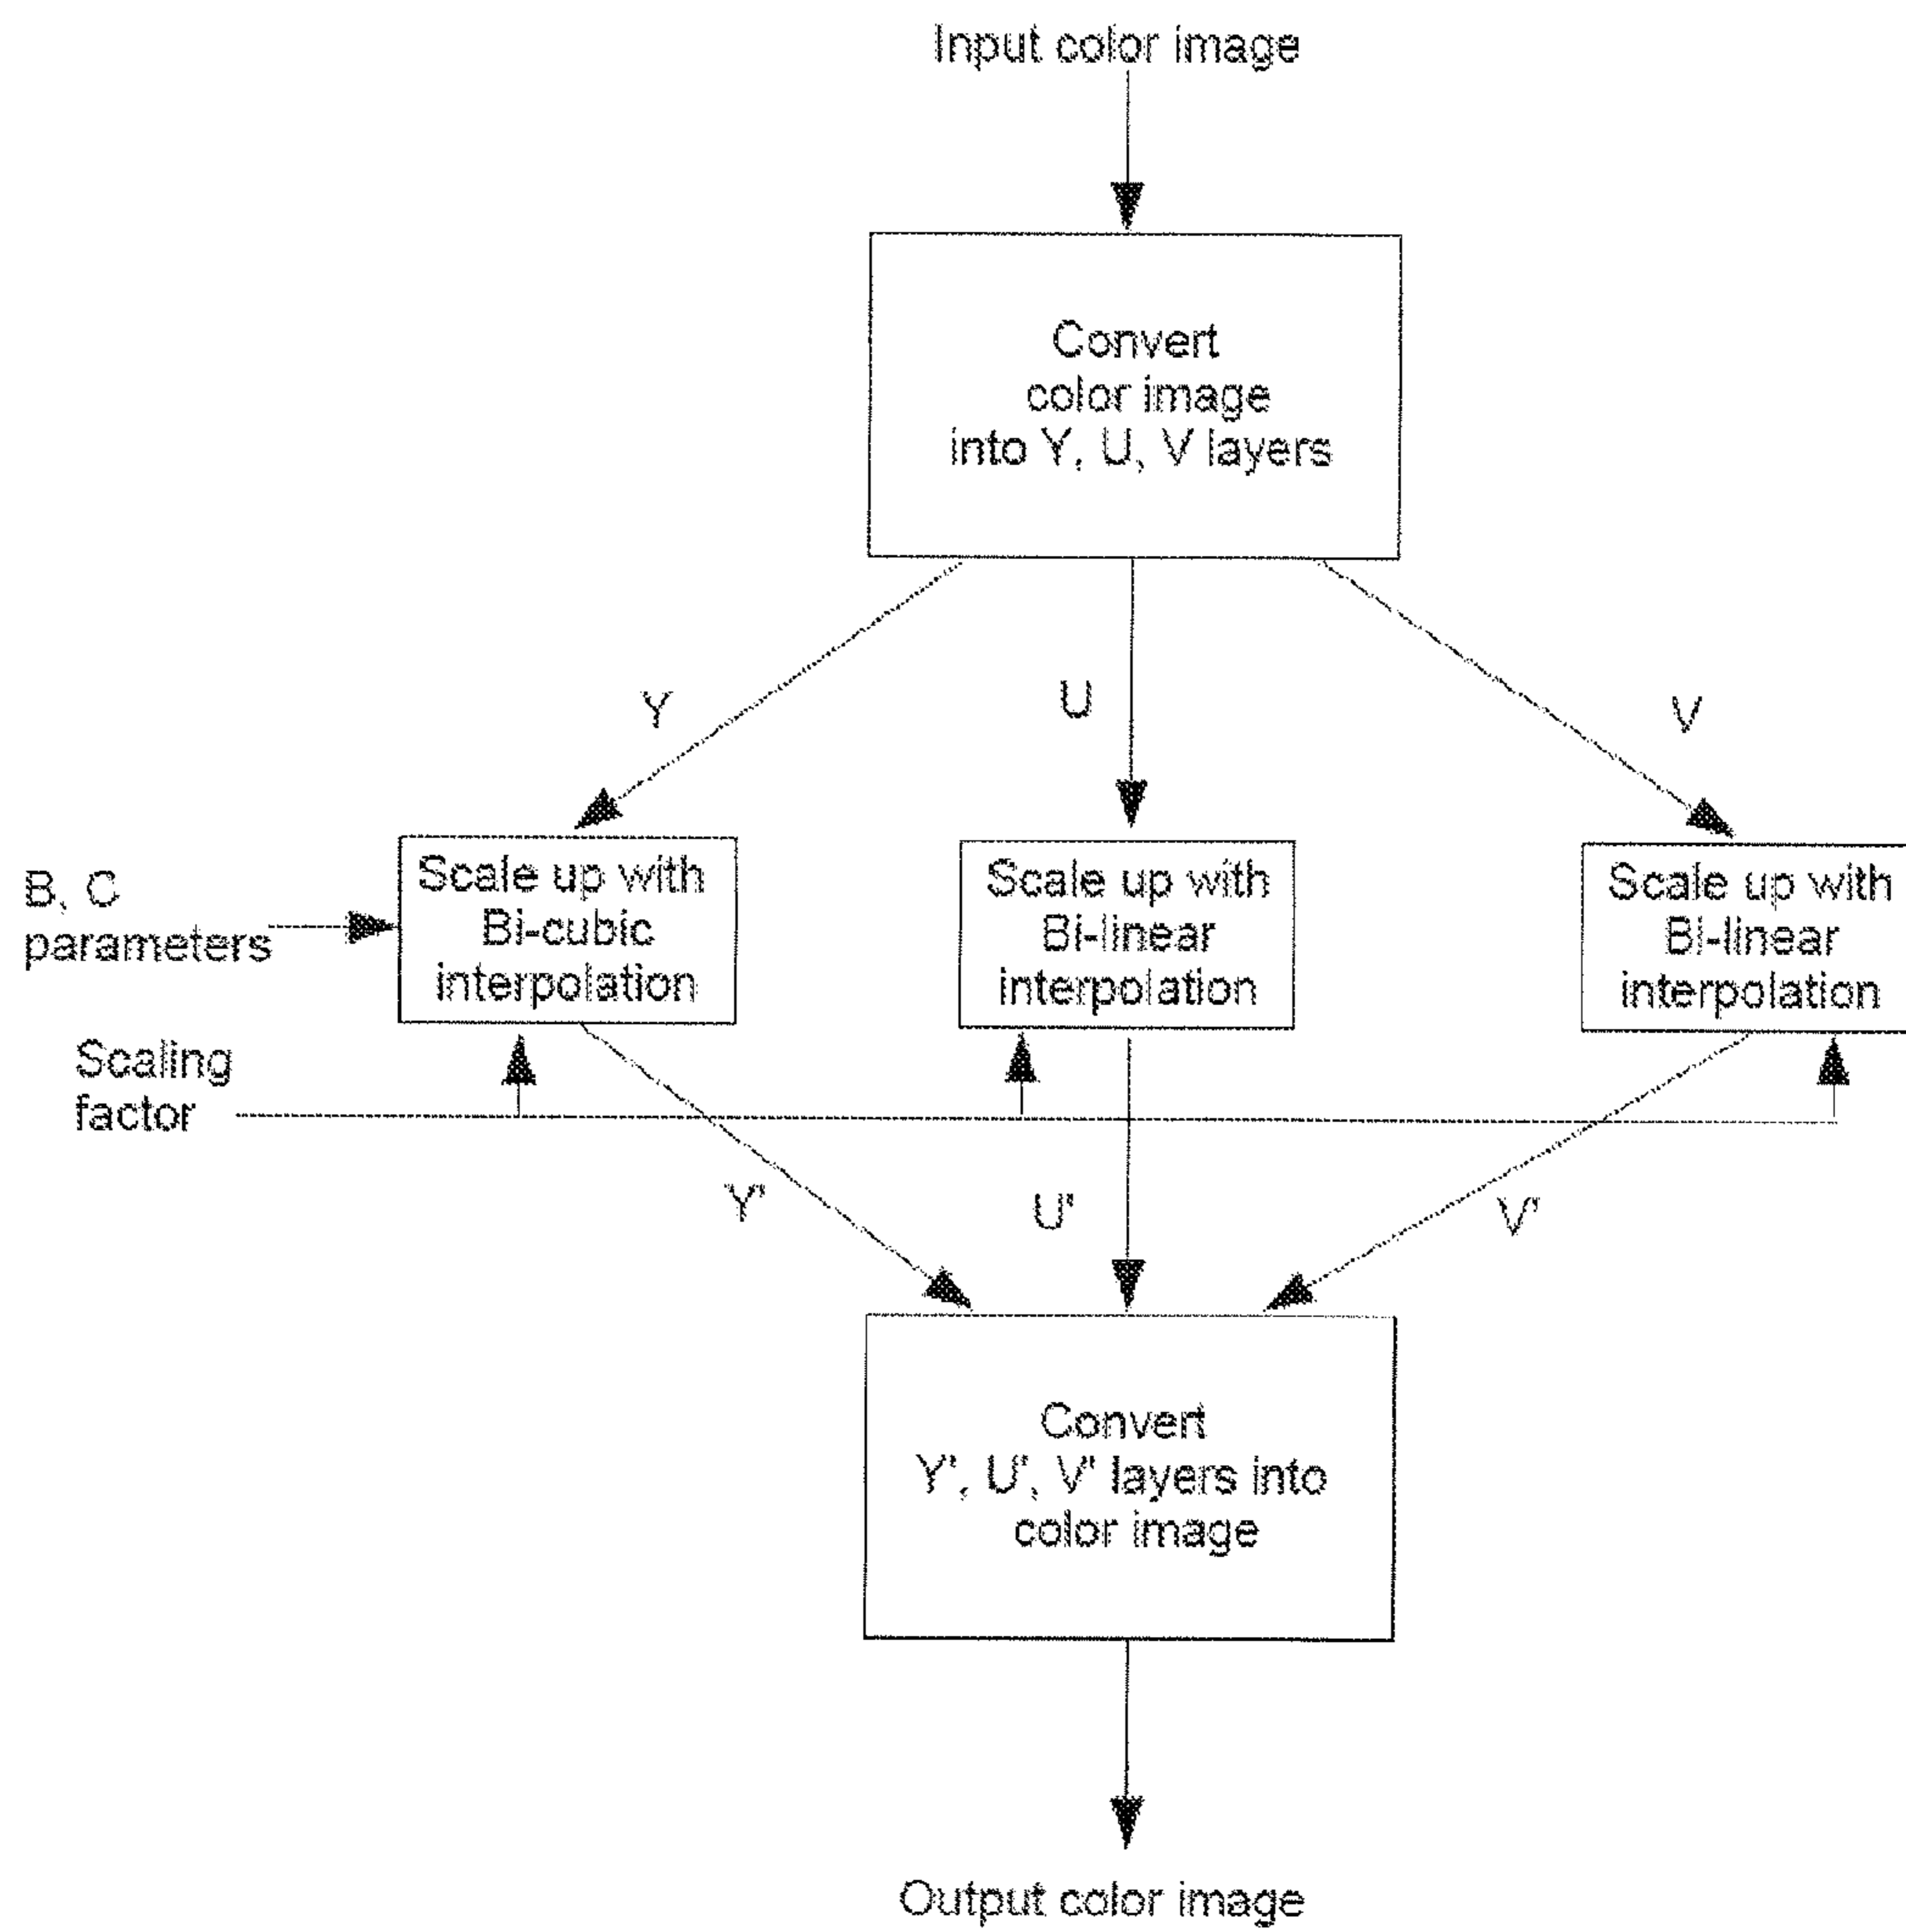 Input color image
Convert
color image
into Y, U, V layers
Y
U
V
B, C
parameters
Scale up with
Bi-cubic
interpolation
Scale up with
Bi-linear
interpolation
Scale up with
Bi-linear
interpolation
Scaling
factor
Y'
U'
V'
Convert
Y', U', V' layers into
color image
Output color image